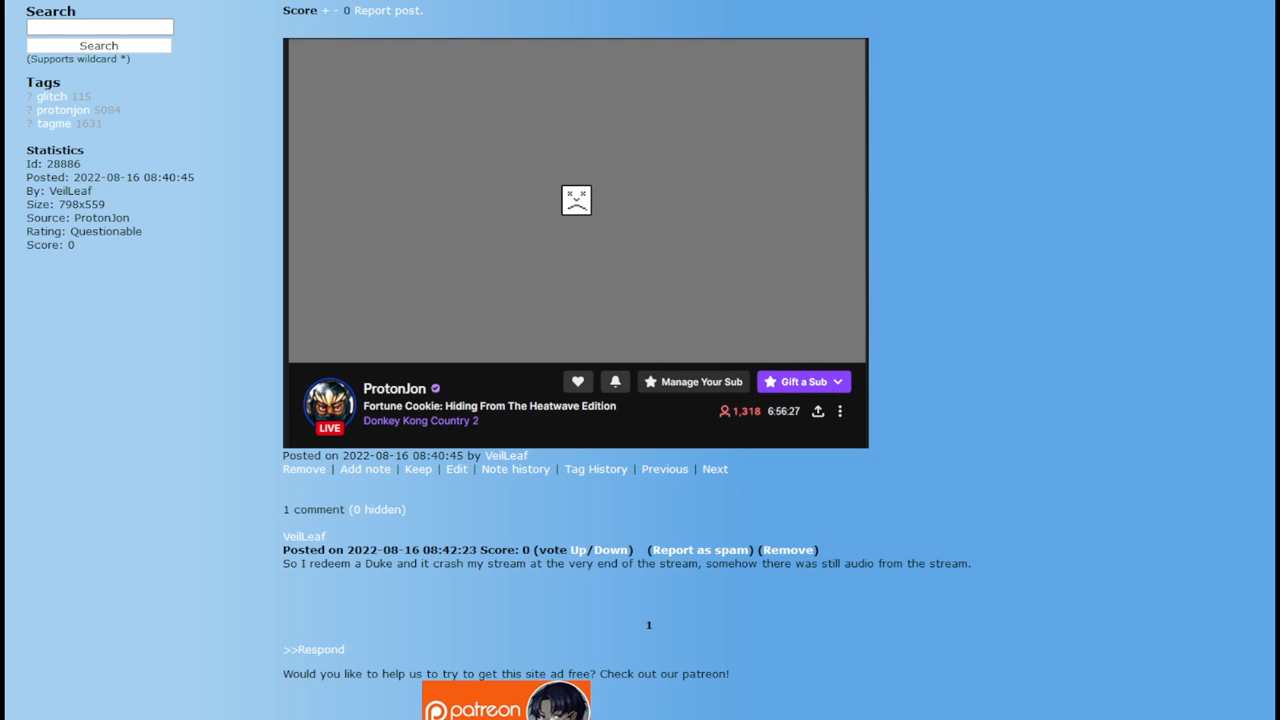 Search
Search
(Supports wildcard *)
Tags
? glitch 115
? protonjon 5084
? tagme 1631
Statistics
Id: 28886
Posted: 2022-08-16 08:40:45
By: VeilLeaf
Size: 798x559
Source: ProtonJon
Rating: Questionable
Score: 0
Score + - 0 Report post.
ProtonJon
Manage Your Sub
Gift a Sub
Fortune Cookie: Hiding From The Heatwave Edition
1,318 6:56:27
Donkey Kong Country 2
LIVE
Posted on 2022-08-16 08:40:45 by VeilLeaf
Remove | Add note | Keep | Edit | Note history | Tag History | Previous | Next
1 comment (0 hidden)
VeilLeaf
Posted on 2022-08-16 08:42:23 Score: 0 (vote Up/Down) (Report as spam) (Remove)
So I redeem a Duke and it crash my stream at the very end of the stream, somehow there was still audio from the stream.
1
>>Respond
Would you like to help us to try to get this site ad free? Check out our patreon!
patreon